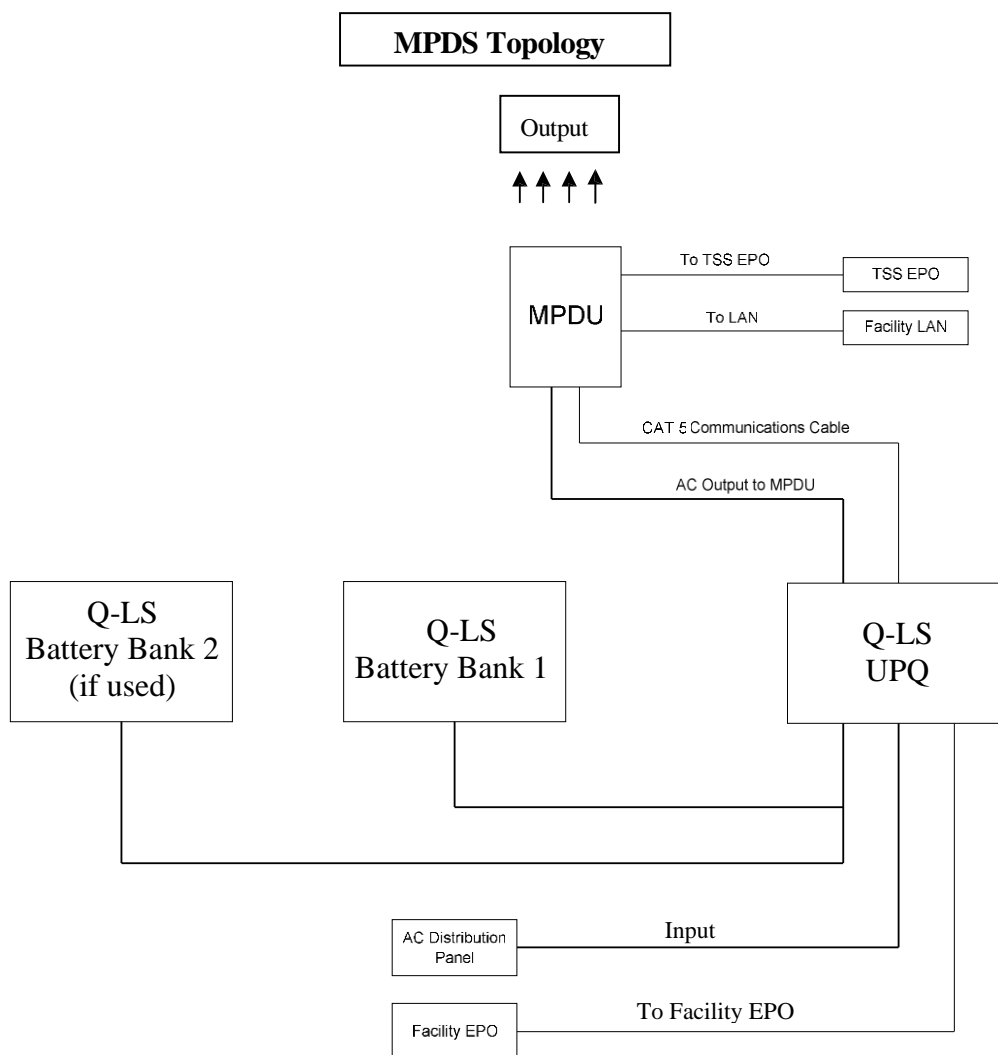 MPDS Topology
Output
To TSS EPO
TSS EPO
MPDU
To LAN
Facility LAN
CAT 5 Communications Cable
AC Output to MPDU
Q-LS
Battery Bank 2
(if used)
Q-LS
Battery Bank 1
Q-LS
UPQ
AC Distribution
Panel
Input
Facility EPO
To Facility EPO